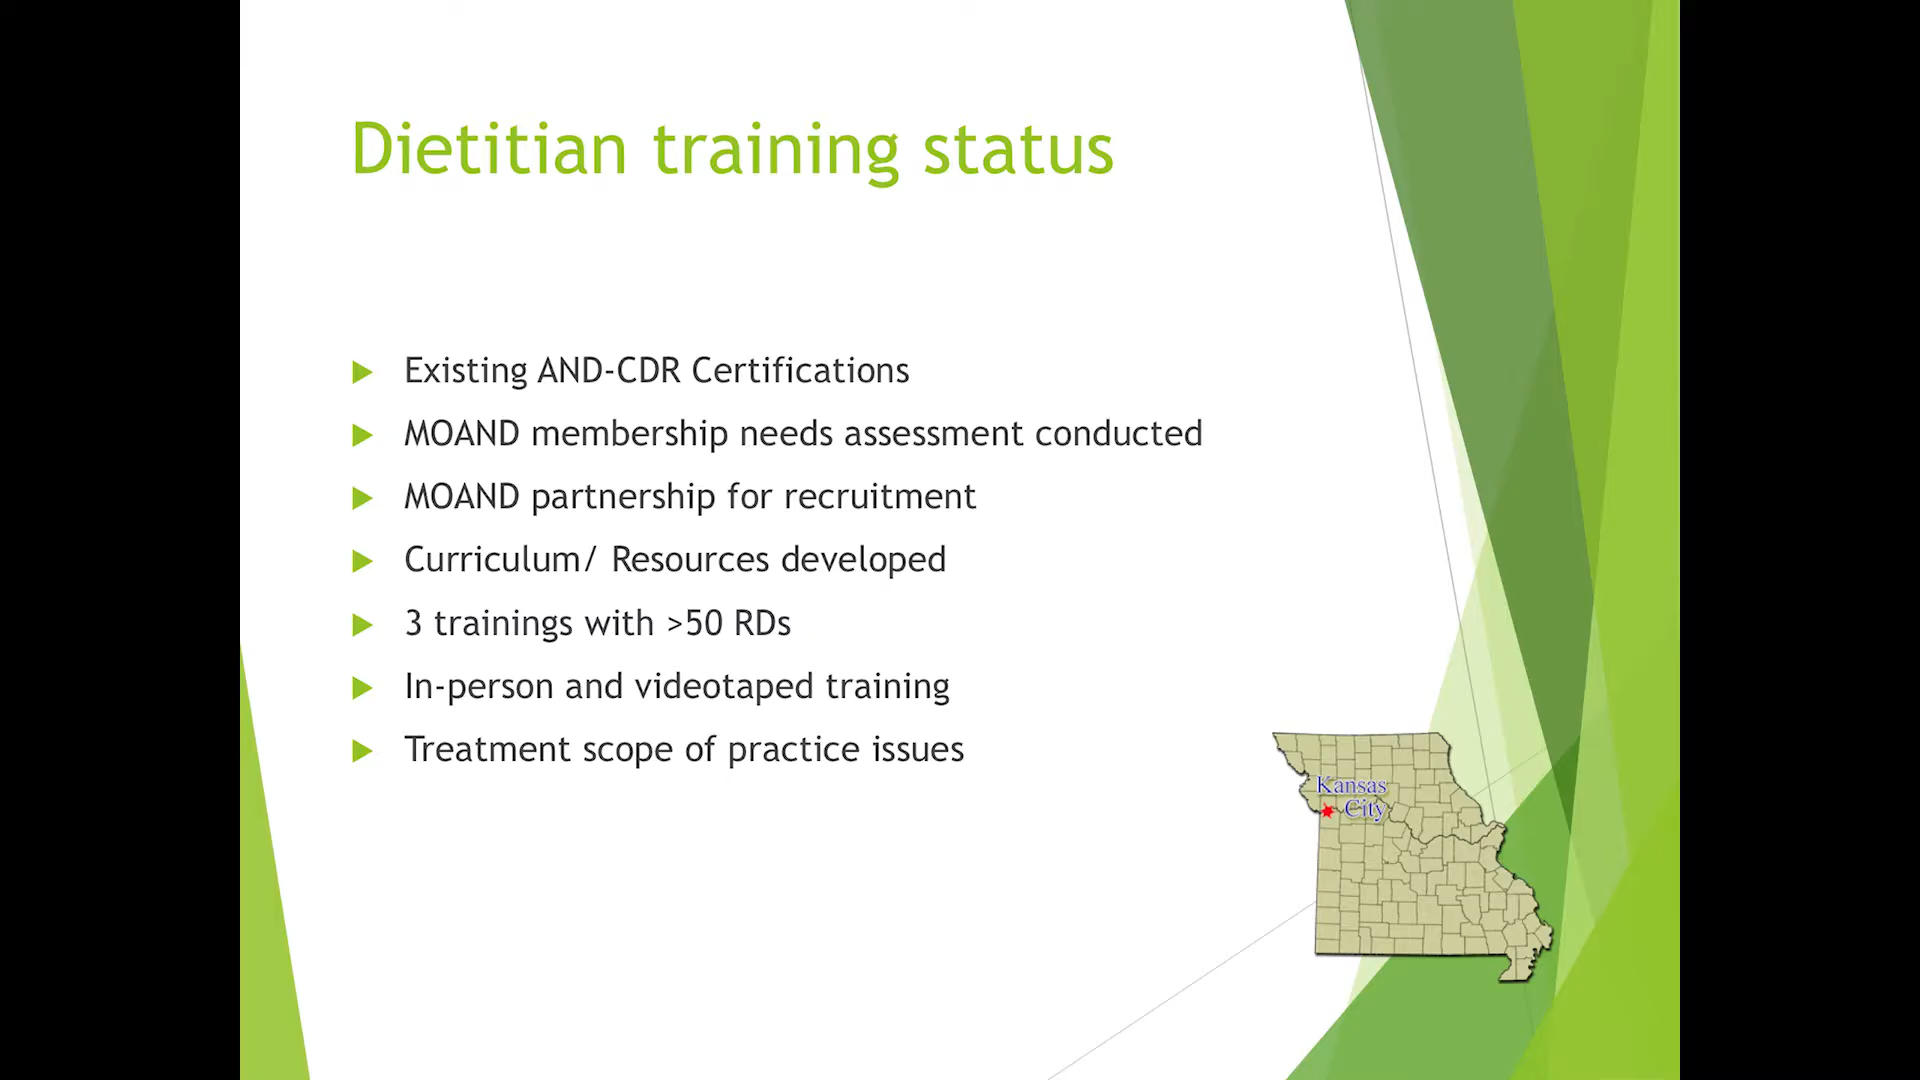 Dietitian training status
Existing AND-CDR Certifications
MOAND membership needs assessment conducted
MOAND partnership for recruitment
Curriculum/ Resources developed
3 trainings with >50 RDs
In-person and videotaped training
Treatment scope of practice issues
Kansas
City